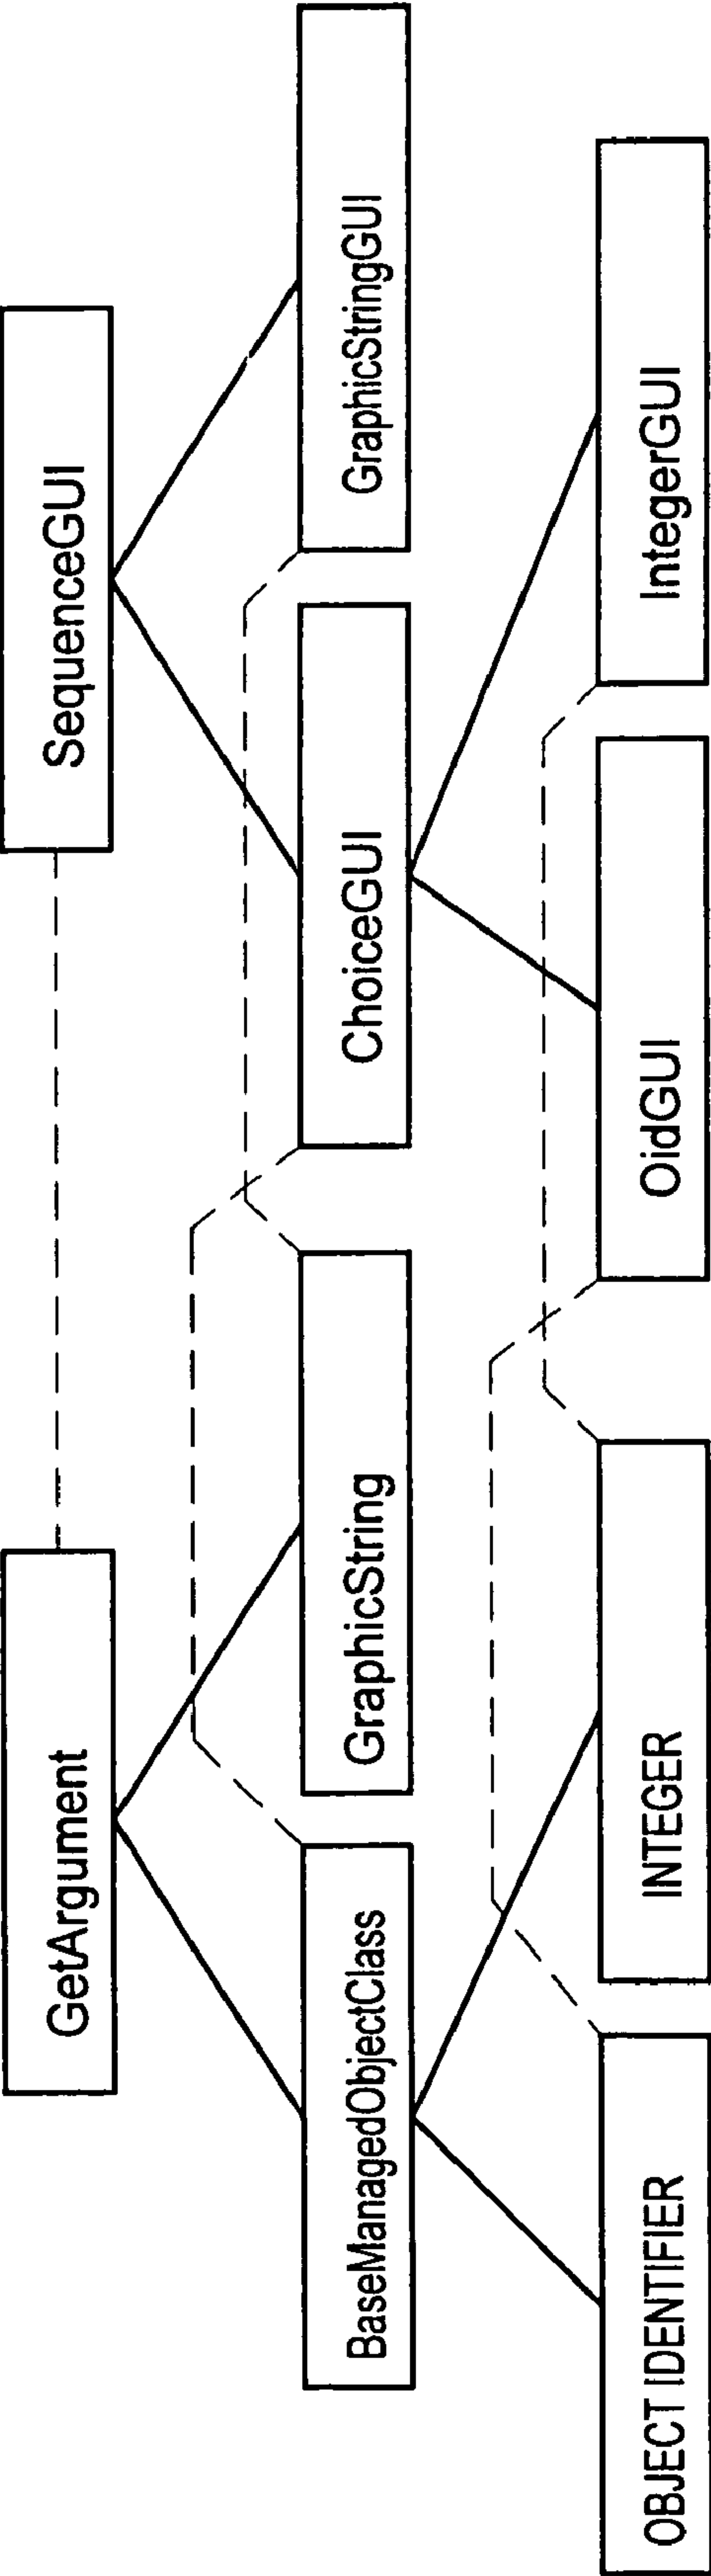 GetArgument
SequenceGUI
BaseManagedObjectClass
GraphicString
ChoiceGUI
GraphicStringGUI
OBJECT IDENTIFIER
INTEGER
OidGUI
IntegerGUI